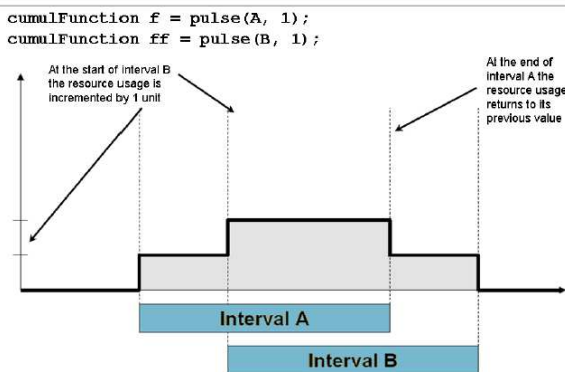 cumulFunction f = pulse(A, 1);
cumulFunction ff = pulse(B, 1);
At the start of interval B
the resource usage is
incremented by 1 unit
At the end of
interval A the
resource usage
returns to its
previous value
Interval A
Interval B